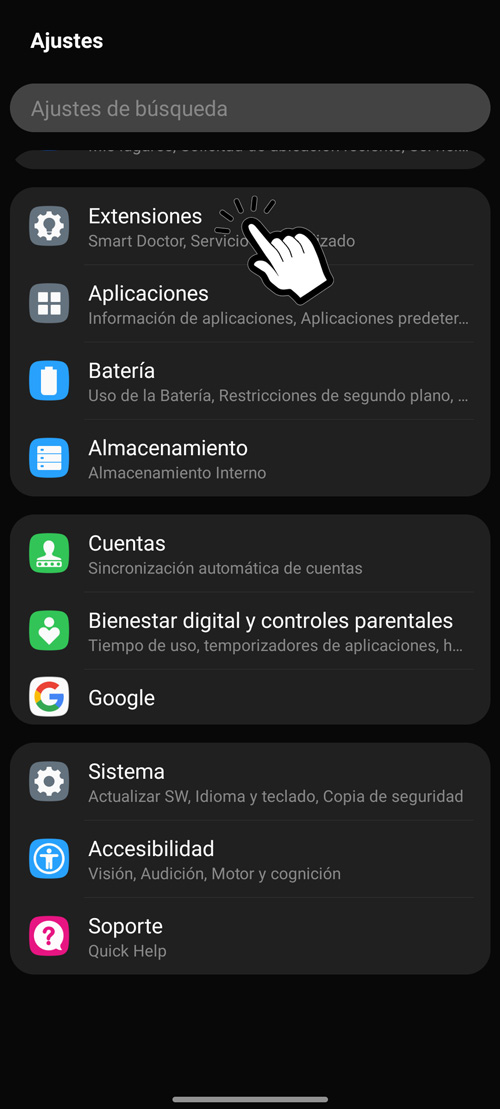 Ajustes
Ajustes de búsqueda
Extensiones
Smart Doctor, Servicio
Aplicaciones
Información de aplicaciones, Aplicaciones predeter...
Batería
Uso de la Batería, Restricciones de segundo plano, ...
Almacenamiento
Almacenamiento Interno
Cuentas
Sincronización automática de cuentas
Bienestar digital y controles parentales
Tiempo de uso, temporizadores de aplicaciones, h...
Google
Sistema
Actualizar SW, Idioma y teclado, Copia de seguridad
Accesibilidad
Visión, Audición, Motor y cognición
Soporte
Quick Help